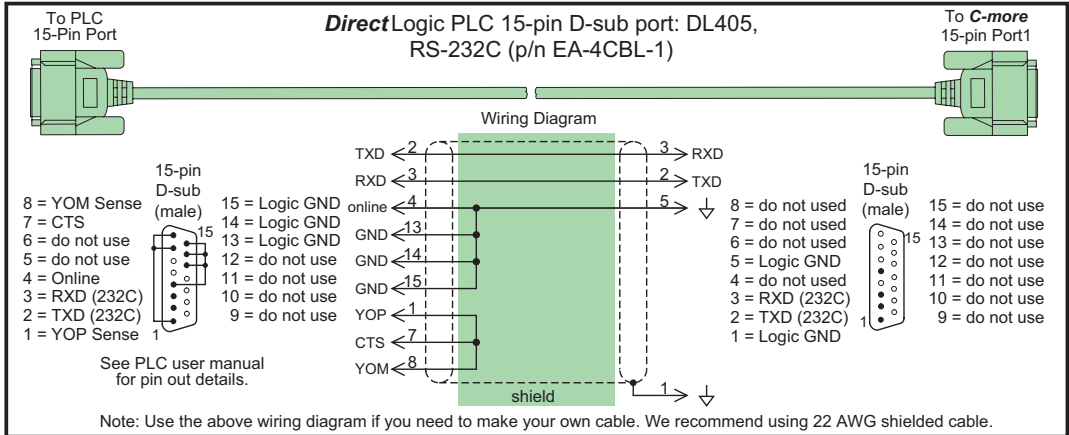 To PLC
15-Pin Port
DirectLogic PLC 15-pin D-sub port: DL405,
RS-232C (p/n EA-4CBL-1)
To C-more
15-pin Port1
Wiring Diagram
15-pin
D-sub
(male)
8 = YOM Sense
7 = CTS
6 = do not use
5 = do not use
4 = Online
3 = RXD (232C)
2 = TXD (232C)
1 = YOP Sense
15
1
15 = Logic GND
14 = Logic GND
13 = Logic GND
12 = do not use
11 = do not use
10 = do not use
9 = do not use
See PLC user manual
for pin out details.
TXD 2 3 RXD
RXD 3 2 TXD
online 4 5
GND 13
GND 14
GND 15
YOP 1
CTS 7
YOM 8
1
shield
8 = do not used
7 = do not used
6 = do not used
5 = Logic GND
4 = do not used
3 = RXD (232C)
2 = TXD (232C)
1 = Logic GND
15-pin
D-sub
(male)
15
1
15 = do not use
14 = do not use
13 = do not use
12 = do not use
11 = do not use
10 = do not use
9 = do not use
Note: Use the above wiring diagram if you need to make your own cable. We recommend using 22 AWG shielded cable.